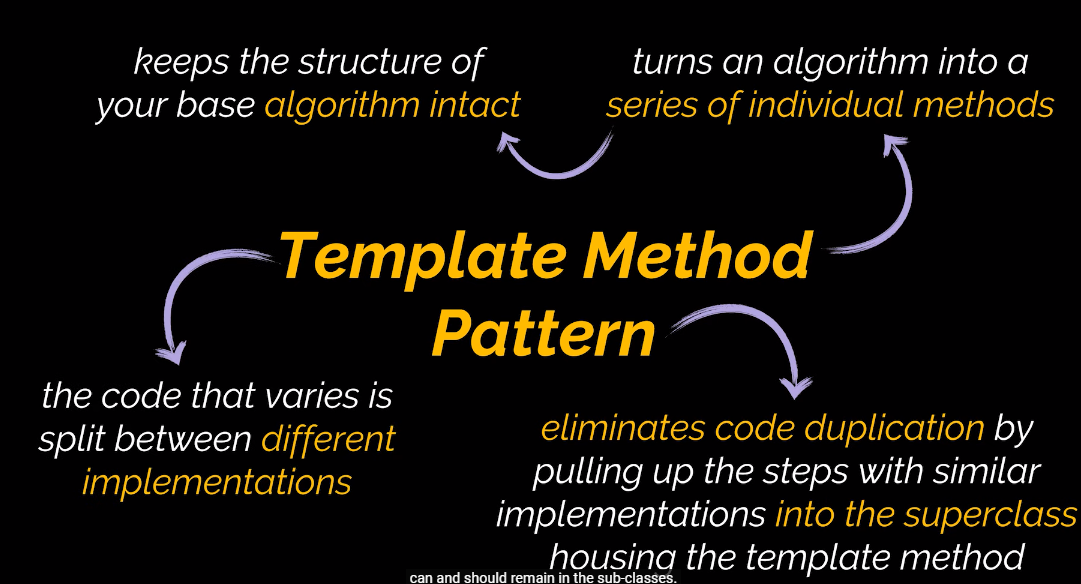 keeps the structure of
your base algorithm intact
turns an algorithm into a
series of individual methods
Template Method
Pattern
the code that varies is
split between different
implementations
eliminates code duplication by
pulling up the steps with similar
implementations into the superclass
housing the template method
can and should remain in the sub-classes.